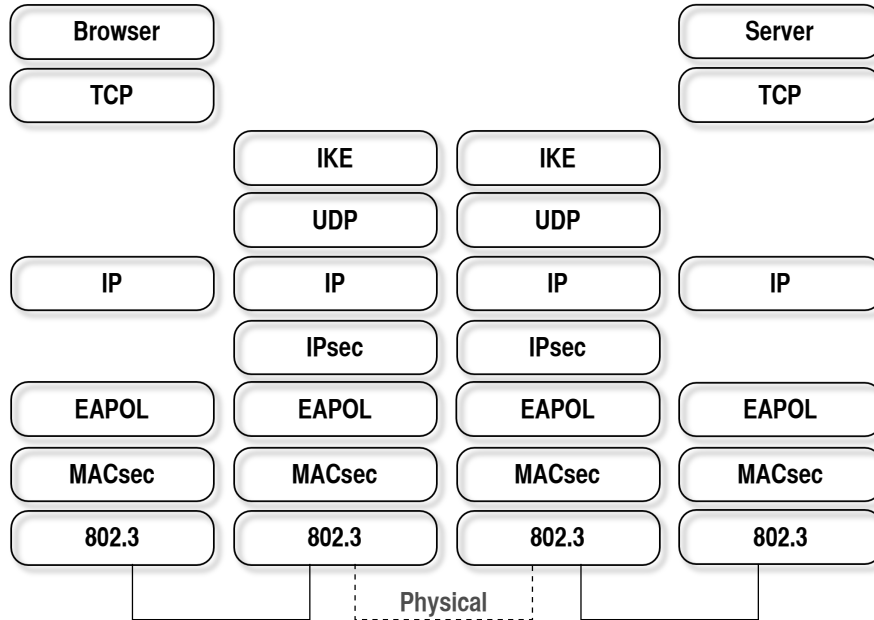 Browser Server
TCP TCP
IKE IKE
UDP UDP
IP IP IP IP
IPsec IPsec
EAPOL EAPOL EAPOL EAPOL
MACsec MACsec MACsec MACsec
802.3 802.3 802.3 802.3
Physical